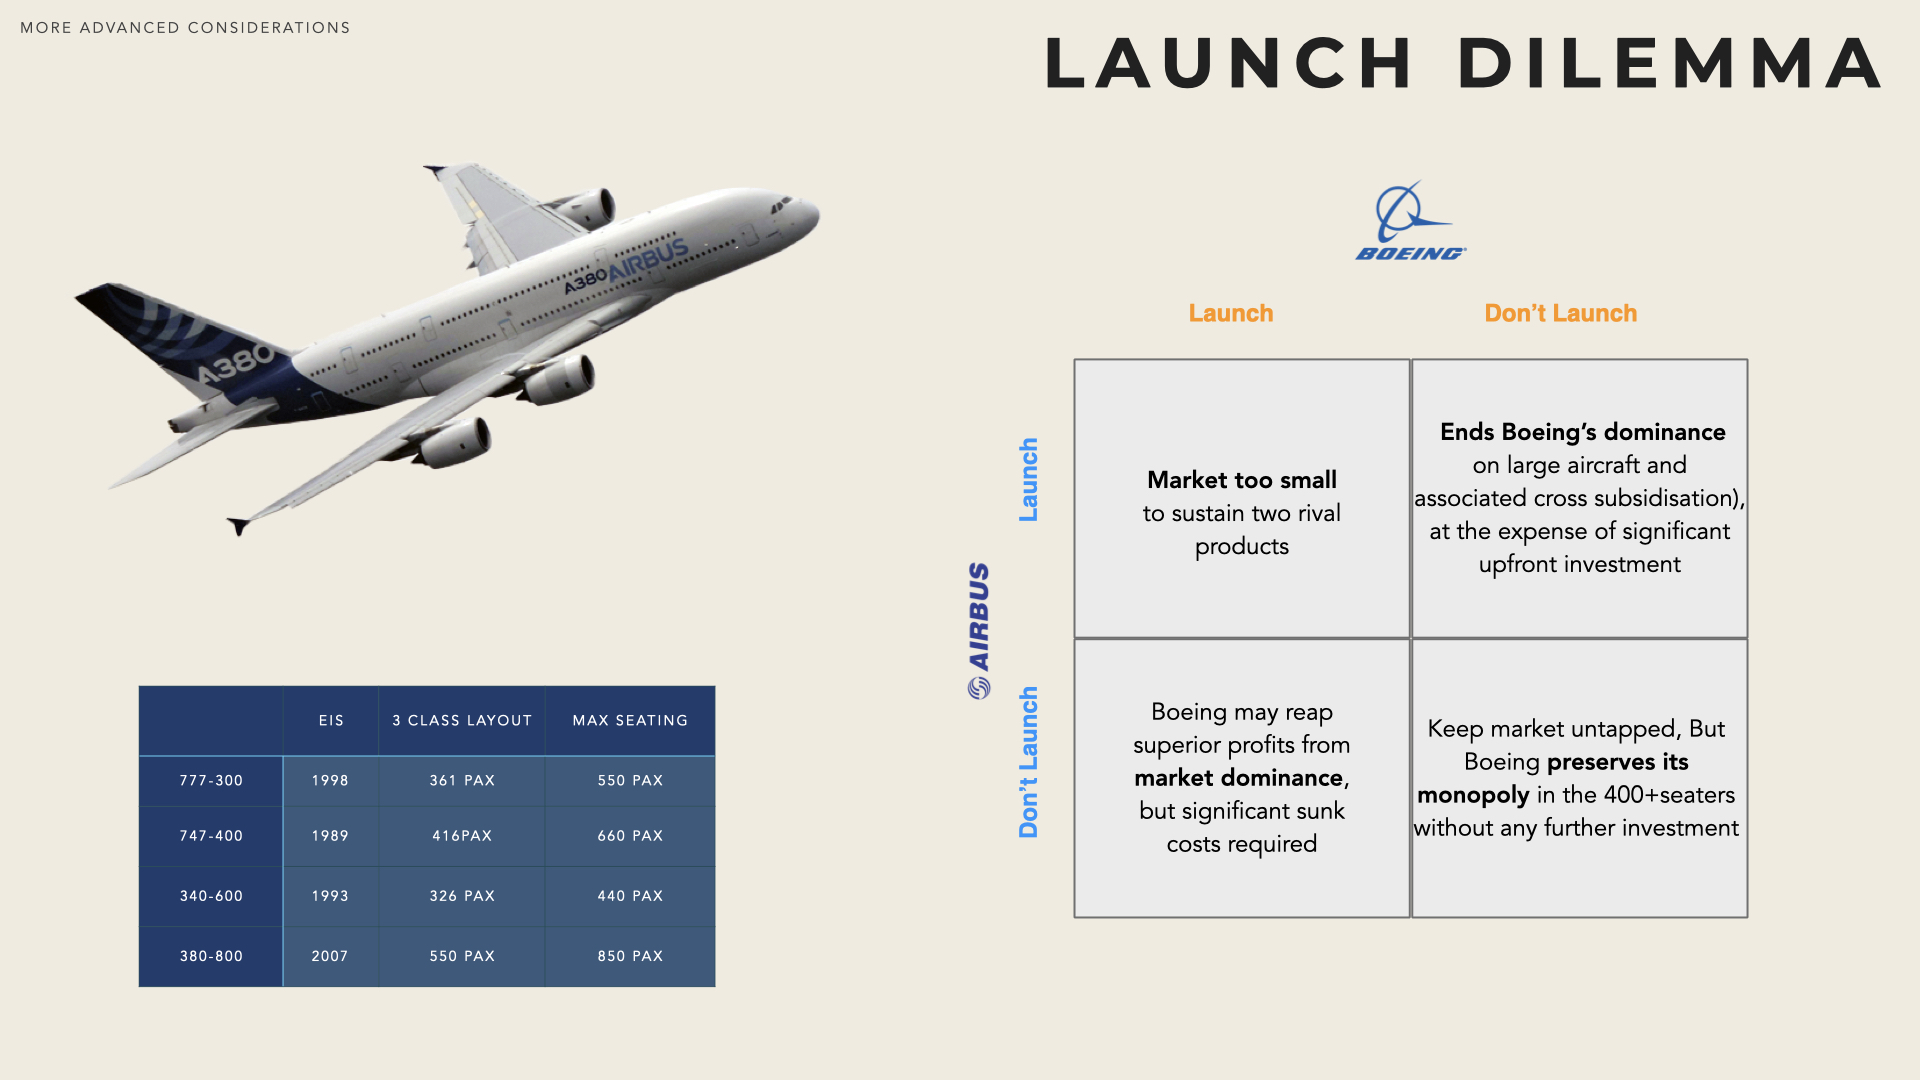 MORE ADVANCED CONSIDERATIONS
LAUNCH DILEMMA
A380 AIRBUS
A380
BOEING
Launch
Don't Launch
AIRBUS
Launch
Don't Launch
Market too small
to sustain two rival
products
Ends Boeing's dominance
on large aircraft and
associated cross subsidisation),
at the expense of significant
upfront investment
Boeing may reap
superior profits from
market dominance,
but significant sunk
costs required
Keep market untapped, But
Boeing preserves its
monopoly in the 400+seaters
without any further investment
EIS 3 CLASS LAYOUT MAX SEATING
777-300 1998 361 PAX 550 PAX
747-400 1989 416PAX 660 PAX
340-600 1993 326 PAX 440 PAX
380-800 2007 550 PAX 850 PAX